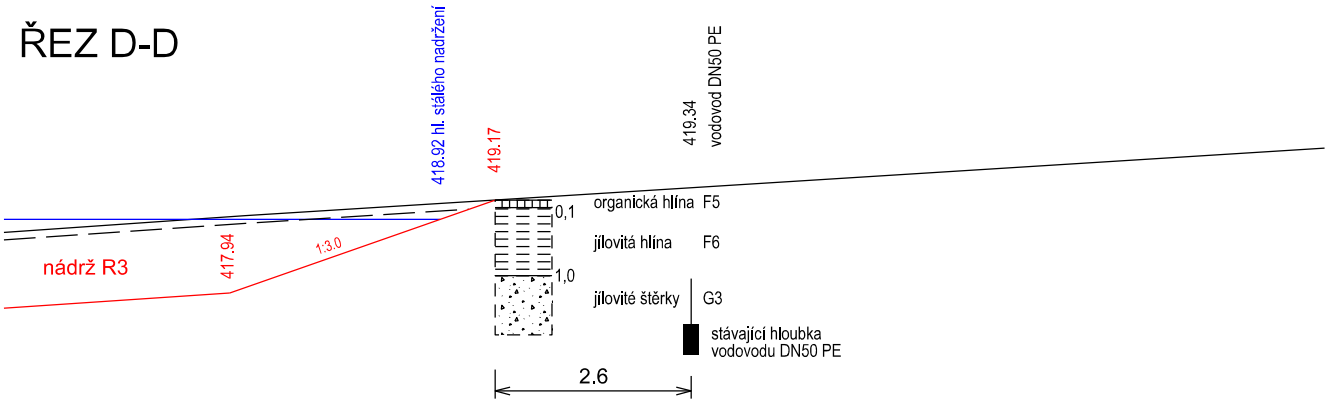 ŘEZ D-D
418.92 hl. stálého nadržení
419.17
419.34
vodovod DN50 PE
organická hlína F5
0,1
jílovitá hlína F6
1:3.0
417.94
nádrž R3
1,0
jílovité štěrky G3
stávající hloubka
vodovodu DN50 PE
2.6